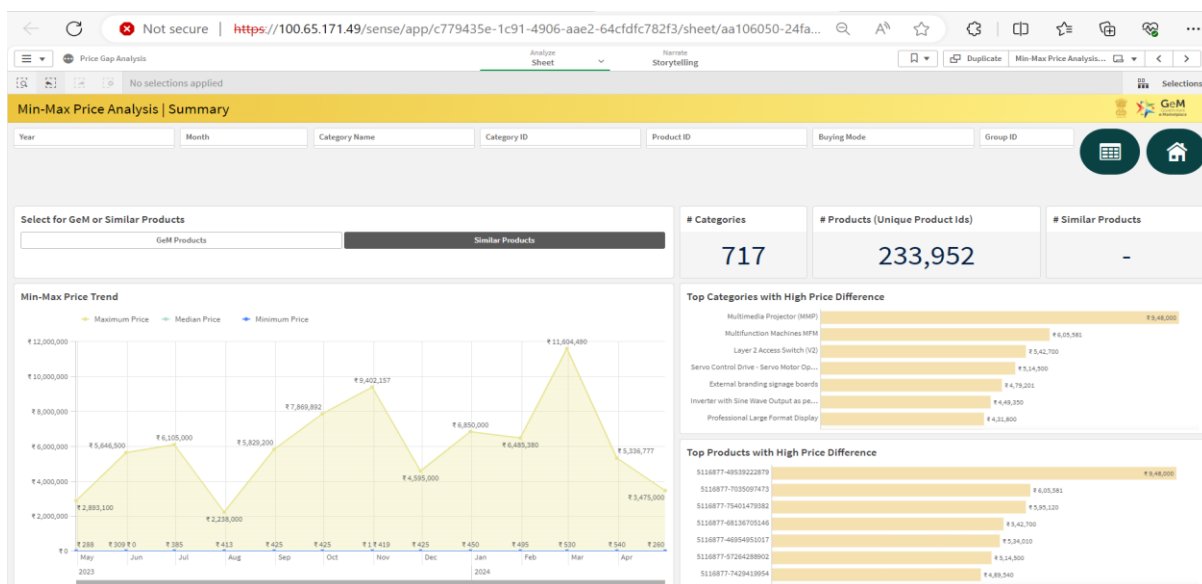 Not secure | https://100.65.171.49/sense/app/c779435e-1c91-4906-aae2-64cfdfc782f3/sheet/aa106050-24fa...
Price Gap Analysis
Analyze
Sheet
Narrate
Storytelling
Duplicate
Min-Max Price Analysis...
No selections applied
Selections
Min-Max Price Analysis | Summary
GeM
Year
Month
Category Name
Category ID
Product ID
Buying Mode
Group ID
Select for GeM or Similar Products
GeM Products
Similar Products
# Categories
717
# Products (Unique Product Ids)
233,952
# Similar Products
-
Min-Max Price Trend
Maximum Price
Median Price
Minimum Price
₹ 12,000,000
₹ 10,000,000
₹ 8,000,000
₹ 6,000,000
₹ 4,000,000
₹ 2,000,000
₹ 0
₹ 2,893,100
₹ 5,646,500
₹ 6,105,000
₹ 2,238,000
₹ 5,829,200
₹ 7,869,892
₹ 9,402,157
₹ 4,595,000
₹ 6,850,000
₹ 6,485,380
₹ 11,604,490
₹ 5,336,777
₹ 3,475,000
₹ 288
₹ 309 ₹ 0
₹ 385
₹ 413
₹ 425
₹ 425
₹ 1 ₹ 419
₹ 425
₹ 450
₹ 495
₹ 530
₹ 540
₹ 260
May
Jun
Jul
Aug
Sep
Oct
Nov
Dec
Jan
Feb
Mar
Apr
2023
2024
Top Categories with High Price Difference
Multimedia Projector (MMP)
₹ 9,48,000
Multifunction Machines MFM
₹ 6,05,581
Layer 2 Access Switch (V2)
₹ 5,42,700
Servo Control Drive - Servo Motor Op...
₹ 5,14,500
External branding signage boards
₹ 4,79,201
Inverter with Sine Wave Output as pe...
₹ 4,49,350
Professional Large Format Display
₹ 4,31,800
Top Products with High Price Difference
5116877-49539222879
₹ 9,48,000
5116877-7035097473
₹ 6,05,581
5116877-75401479382
₹ 5,95,120
5116877-68136705146
₹ 5,42,700
5116877-46954951017
₹ 5,34,010
5116877-57264288902
₹ 5,14,500
5116877-7429419954
₹ 4,89,540